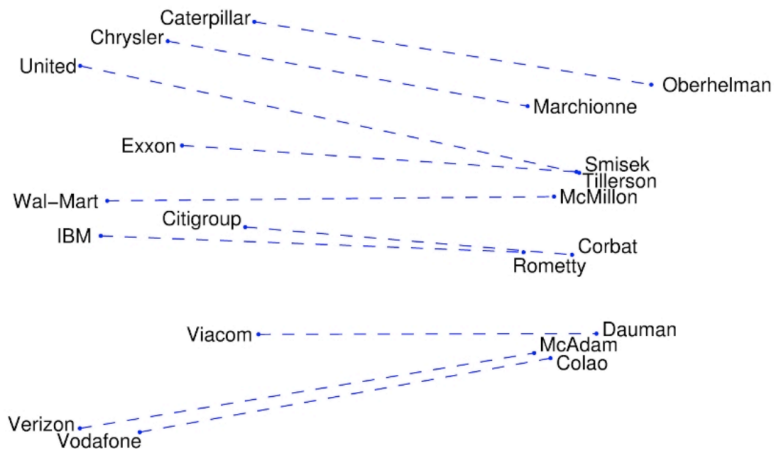 Caterpillar
Chrysler
United
Oberhelman
Marchionne
Exxon
Smisek
Tillerson
Wal-Mart
McMillon
Citigroup
IBM
Corbat
Rometty
Viacom
Dauman
McAdam
Colao
Verizon
Vodafone